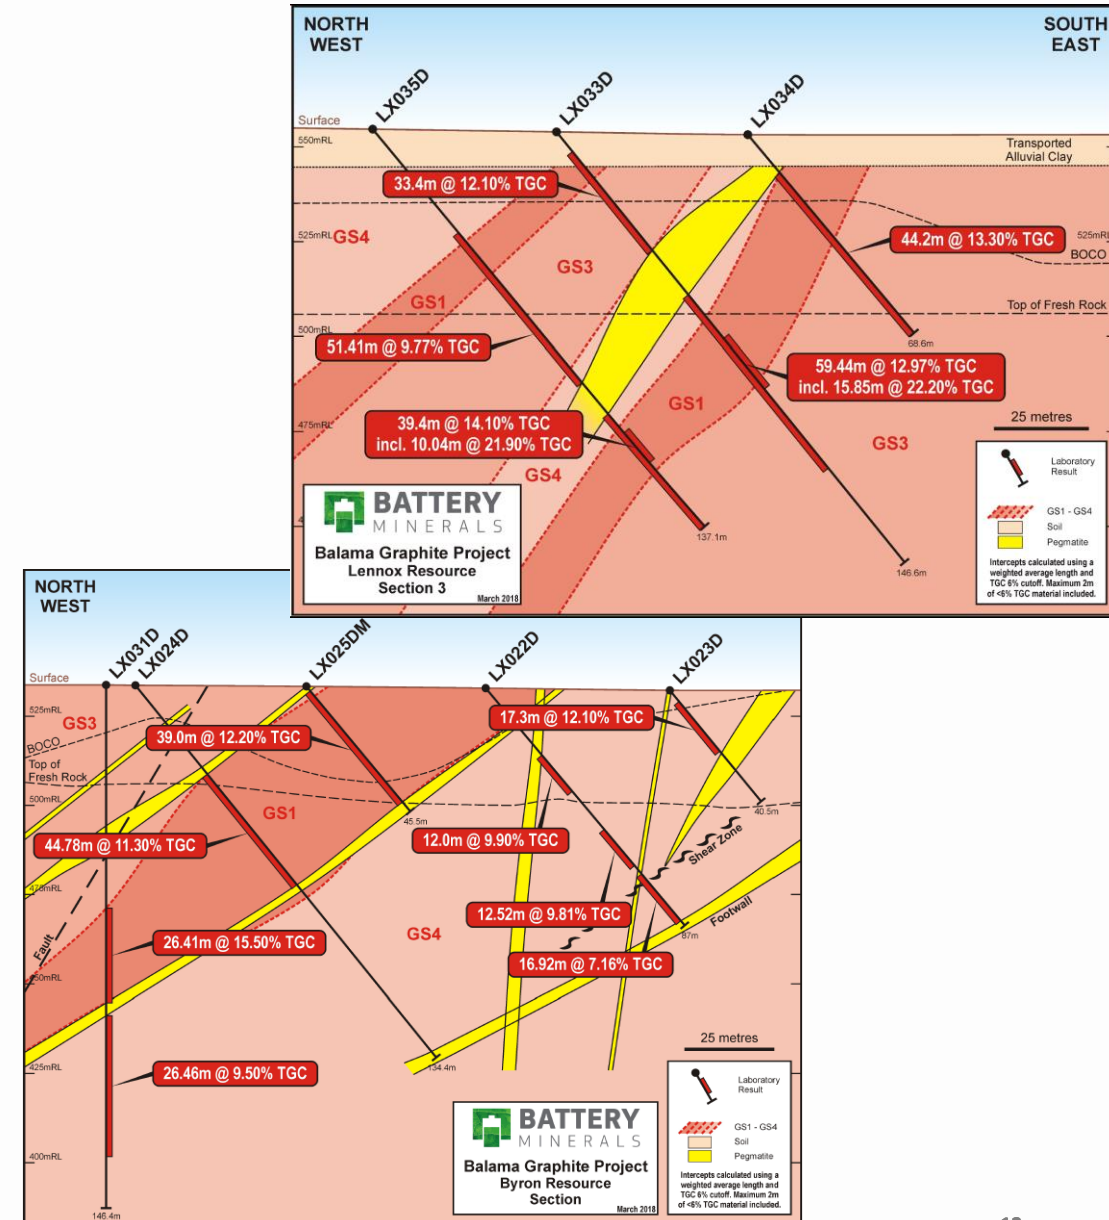 NORTH
WEST
SOUTH
EAST
LX035D
LX033D
LX034D
Surface
550mRL
Transported
Alluvial Clay
33.4m @ 12.10% TGC
525mRL
GS4
GS3
44.2m @ 13.30% TGC
525mRL
BOCO
GS1
Top of Fresh Rock
500mRL
51.41m @ 9.77% TGC
68.6m
59.44m @ 12.97% TGC
incl. 15.85m @ 22.20% TGC
GS1
39.4m @ 14.10% TGC
incl. 10.04m @ 21.90% TGC
475mRL
GS3
25 metres
GS4
Laboratory
Result
GS1 - GS4
Soil
Pegmatite
Intercepts calculated using a
weighted average length and
TGC 6% cutoff. Maximum 2m
of <6% TGC material included.
BATTERY
MINERALS
Balama Graphite Project
Lennox Resource
Section 3
March 2018
137.1m
146.6m
NORTH
WEST
LX031D
LX024D
LX025DM
LX022D
LX023D
Surface
525mRL
GS3
BOCO
39.0m @ 12.20% TGC
17.3m @ 12.10% TGC
Top of
Fresh Rock
500mRL
GS1
45.5m
40.5m
44.78m @ 11.30% TGC
12.0m @ 9.90% TGC
Shear Zone
475mRL
12.52m @ 9.81% TGC
Footwall
GS4
87m
Fault
26.41m @ 15.50% TGC
16.92m @ 7.16% TGC
450mRL
25 metres
134.4m
425mRL
26.46m @ 9.50% TGC
Laboratory
Result
GS1 - GS4
Soil
Pegmatite
Intercepts calculated using a
weighted average length and
TGC 6% cutoff. Maximum 2m
of <6% TGC material included.
BATTERY
MINERALS
Balama Graphite Project
Byron Resource
Section
March 2018
400mRL
146.4m